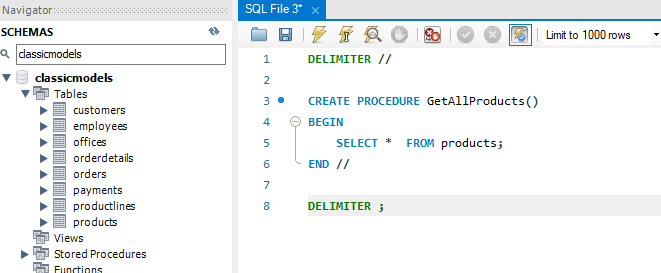 Navigator
SCHEMAS
classicmodels
classicmodels
Tables
customers
employees
offices
orderdetails
orders
payments
productlines
products
Views
Stored Procedures
Functions
SQL File 3* ×
Limit to 1000 rows
1 DELIMITER //
2
3 CREATE PROCEDURE GetAllProducts()
4 BEGIN
5 SELECT *  FROM products;
6 END //
7
8 DELIMITER ;